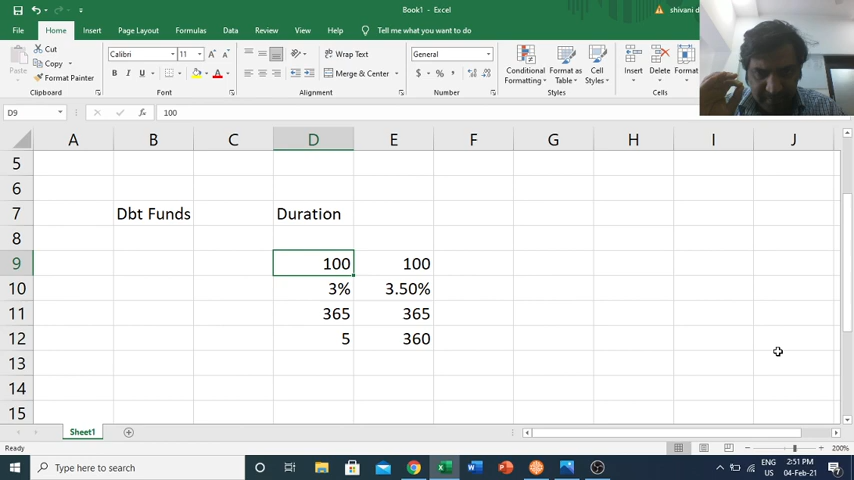 Book1 - Excel
shivani d
File Home Insert Page Layout Formulas Data Review View Help Tell me what you want to do
Cut
Copy
Format Painter
Paste
Clipboard
Calibri 11
B I U
Font
Wrap Text
Merge & Center
Alignment
General
$ % ,
Number
Conditional Formatting
Format as Table
Cell Styles
Styles
Insert Delete Format
Cells
D9 fx 100
A B C D E F G H I J
5
6
7 Dbt Funds Duration
8
9 100 100
10 3% 3.50%
11 365 365
12 5 360
13
14
15
Sheet1
Ready 200%
Type here to search
ENG US
2:51 PM
04-Feb-21